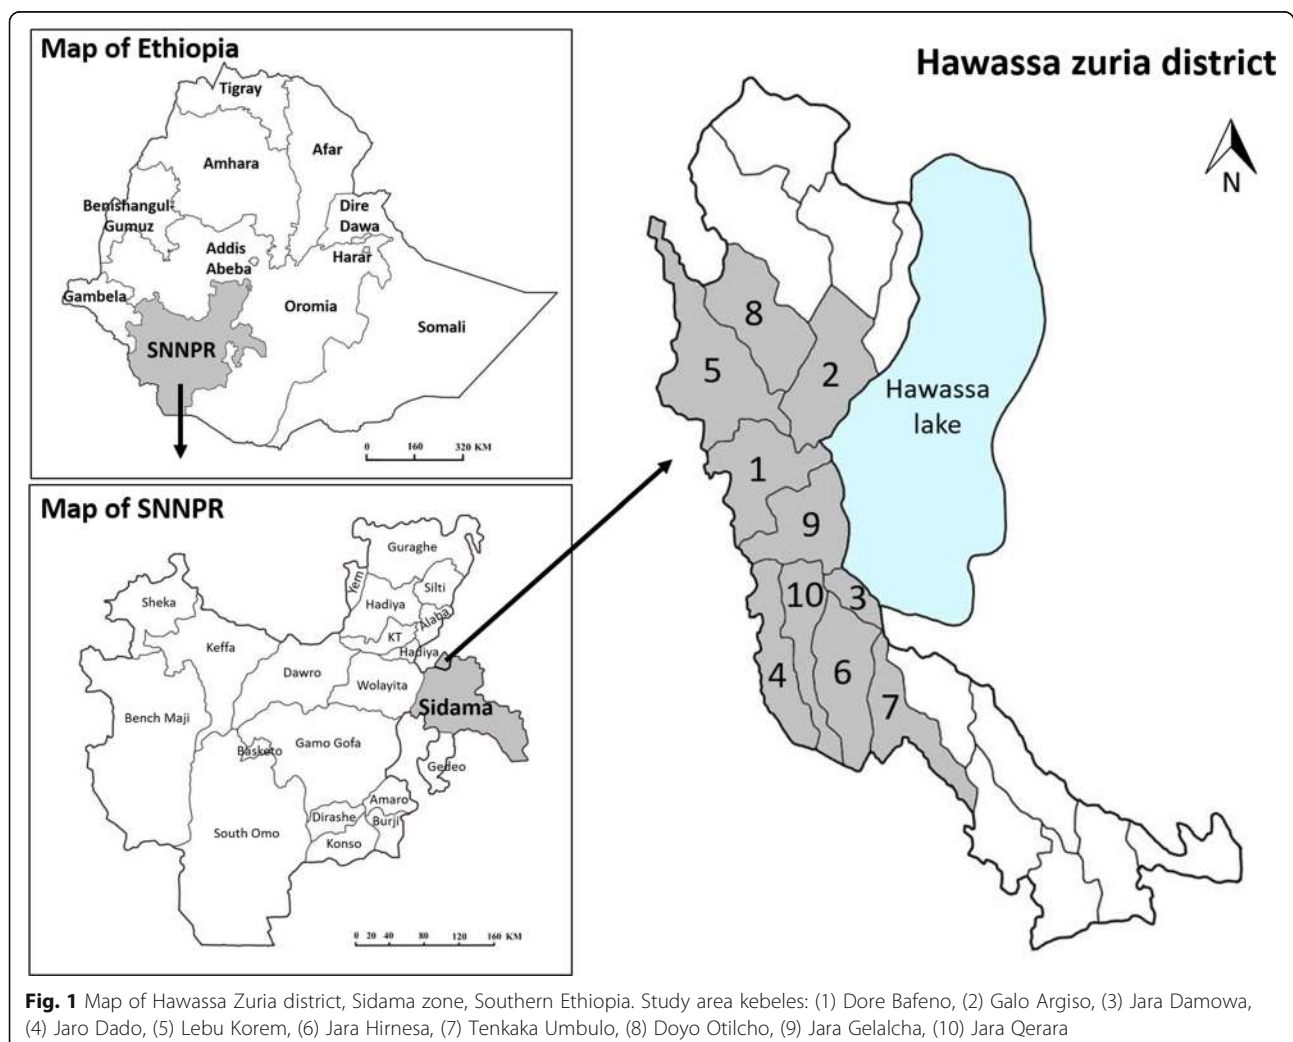 Map of Ethiopia
Tigray
Afar
Amhara
Benishangul-
Gumuz
Dire
Dawa
Addis
Abeba
Harar
Gambela
Oromia
Somali
SNNPR
0 160 320 KM
Map of SNNPR
Guraghe
Yem
Silti
Sheka
Hadiya
Alaba
KT
Keffa
Hadiya
Dawro
Wolayita
Sidama
Bench Maji
Gamo Gofa
Basketo
Gedeo
Amaro
Dirashe
Burji
South Omo
Konso
0 20 40 80 120 160 KM
Hawassa zuria district
N
8
5
2
Hawassa
lake
1
9
10
3
4
6
7
Fig. 1 Map of Hawassa Zuria district, Sidama zone, Southern Ethiopia. Study area kebeles: (1) Dore Bafeno, (2) Galo Argiso, (3) Jara Damowa,
(4) Jaro Dado, (5) Lebu Korem, (6) Jara Hirnesa, (7) Tenkaka Umbulo, (8) Doyo Otilcho, (9) Jara Gelalcha, (10) Jara Qerara